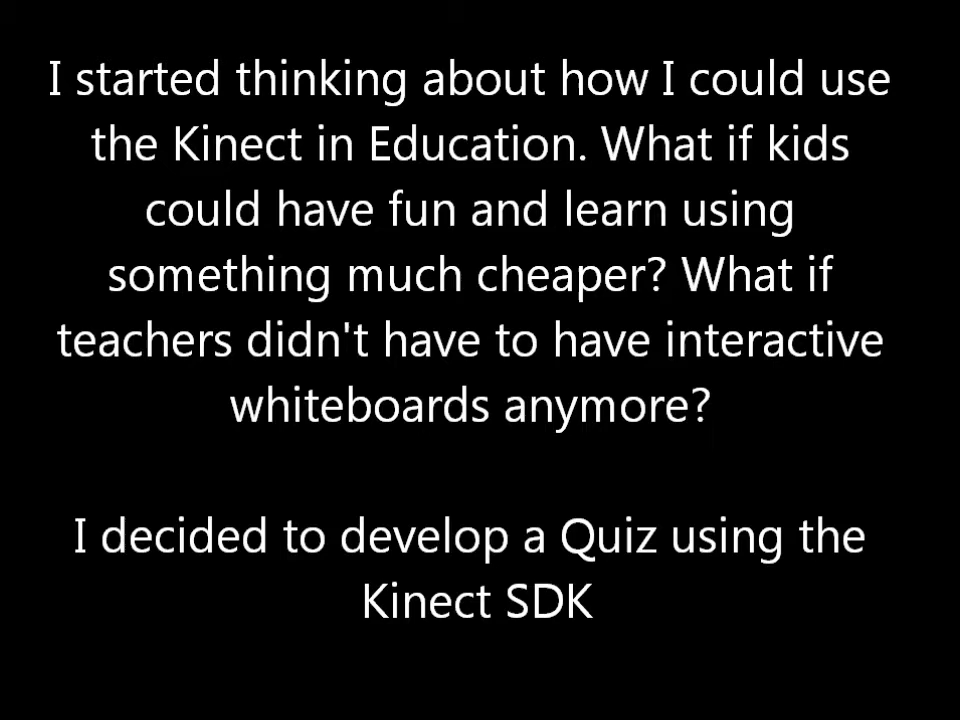 I started thinking about how I could use
the Kinect in Education. What if kids
could have fun and learn using
something much cheaper? What if
teachers didn't have to have interactive
whiteboards anymore?
I decided to develop a Quiz using the
Kinect SDK